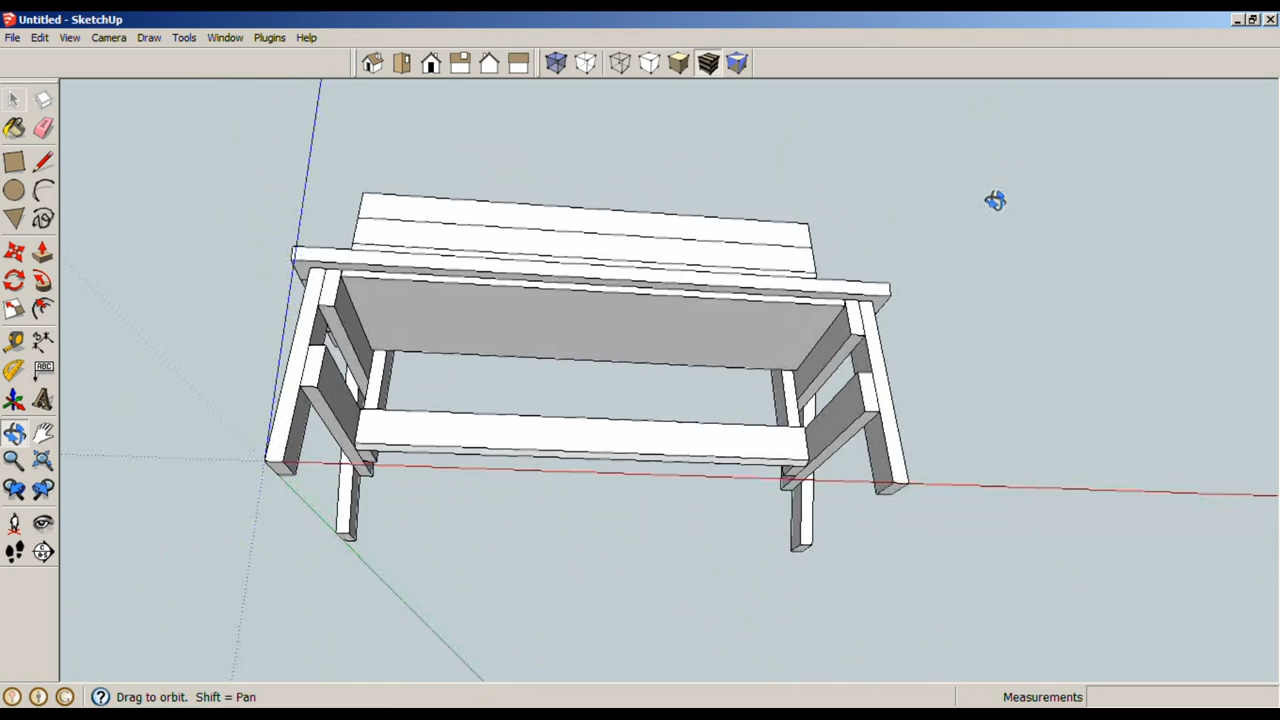 Untitled - SketchUp
File Edit View Camera Draw Tools Window Plugins Help
ABC
Drag to orbit. Shift = Pan
Measurements